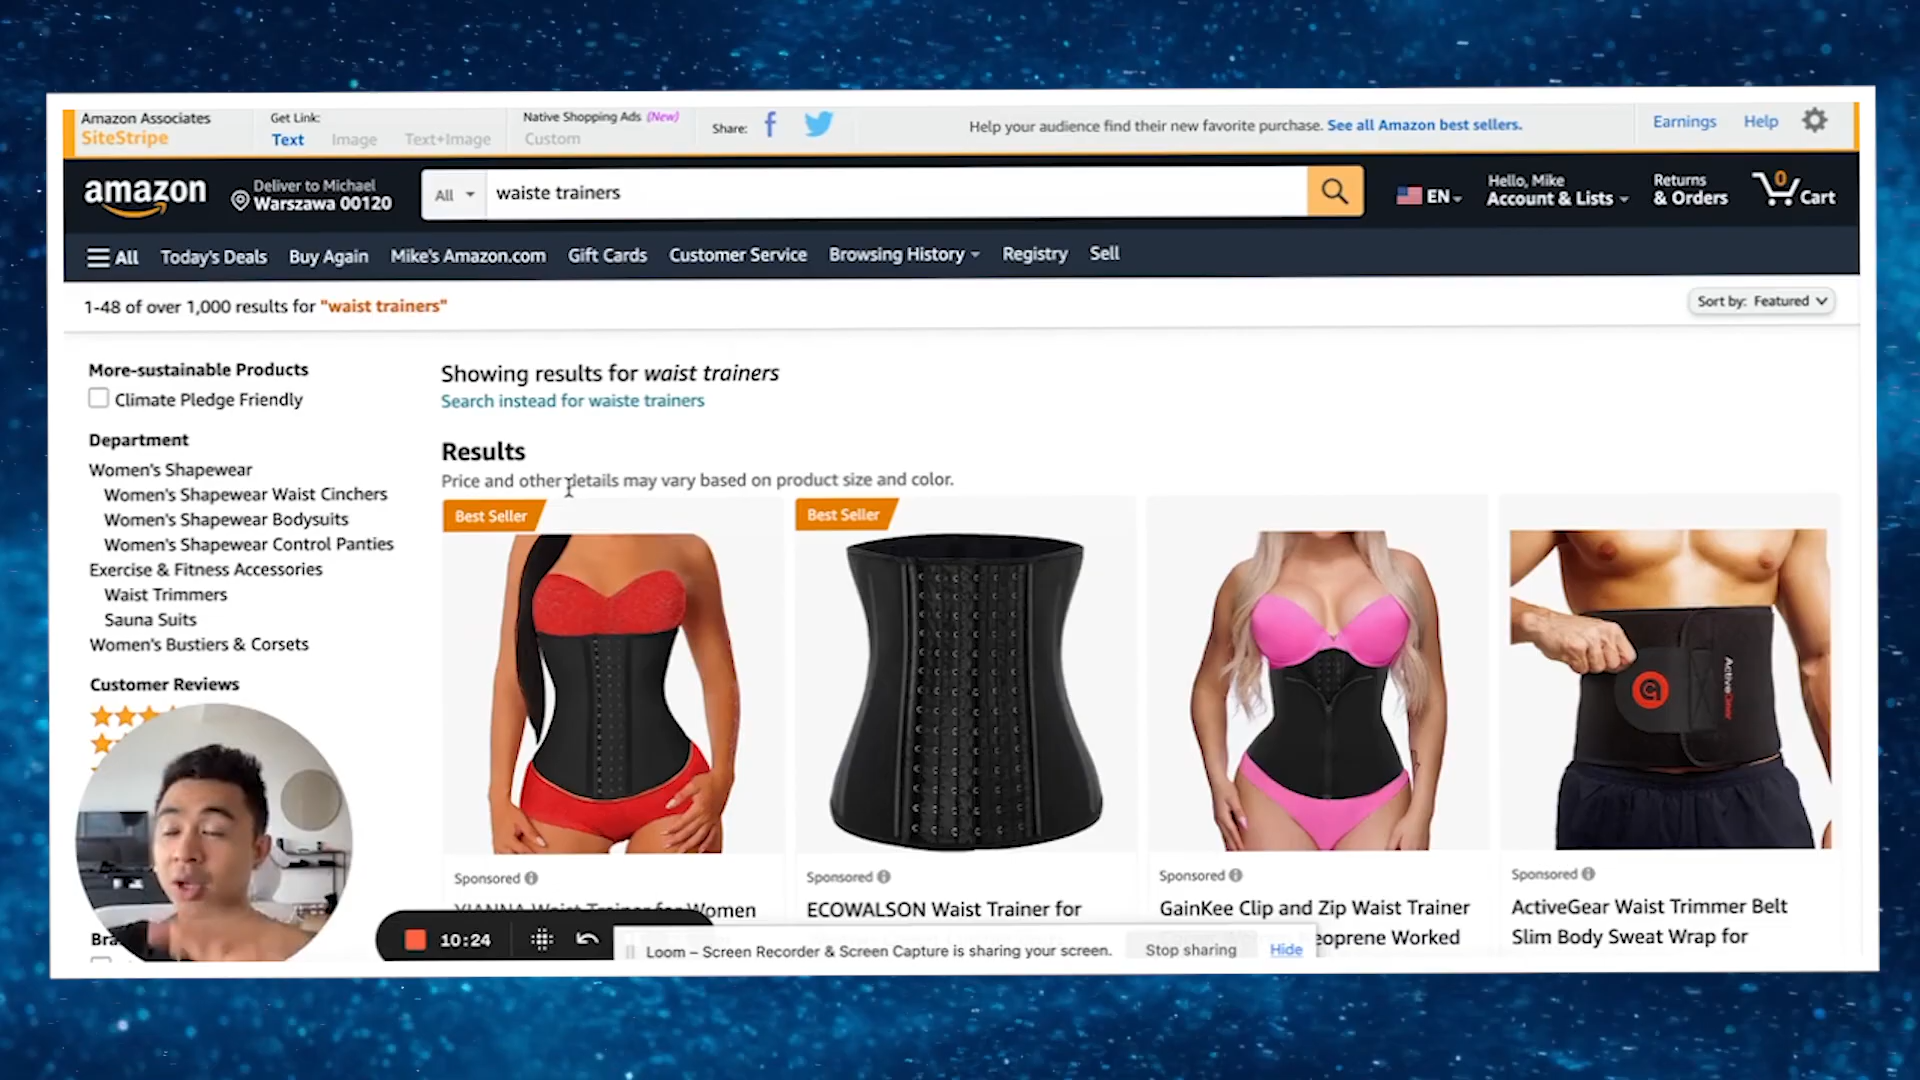 Amazon Associates
SiteStripe
Get Link:
Text Image Text+Image
Native Shopping Ads (New)
Custom
Share:
Help your audience find their new favorite purchase. See all Amazon best sellers.
Earnings Help
amazon
Deliver to Michael
Warszawa 00120
All
waiste trainers
EN
Hello, Mike
Account & Lists
Returns
& Orders
0
Cart
All Today's Deals Buy Again Mike's Amazon.com Gift Cards Customer Service Browsing History Registry Sell
1-48 of over 1,000 results for "waist trainers"
Sort by: Featured
More-sustainable Products
Climate Pledge Friendly
Department
Women's Shapewear
Women's Shapewear Waist Cinchers
Women's Shapewear Bodysuits
Women's Shapewear Control Panties
Exercise & Fitness Accessories
Waist Trimmers
Sauna Suits
Women's Bustiers & Corsets
Customer Reviews
Bra
Showing results for waist trainers
Search instead for waiste trainers
Results
Price and other details may vary based on product size and color.
Best Seller
Sponsored
YIANNA Waist Trainer for Women
Best Seller
Sponsored
ECOWALSON Waist Trainer for
Sponsored
GainKee Clip and Zip Waist Trainer
eoprene Worked
ActiveGear
Sponsored
ActiveGear Waist Trimmer Belt
Slim Body Sweat Wrap for
10:24
Loom – Screen Recorder & Screen Capture is sharing your screen.
Stop sharing
Hide